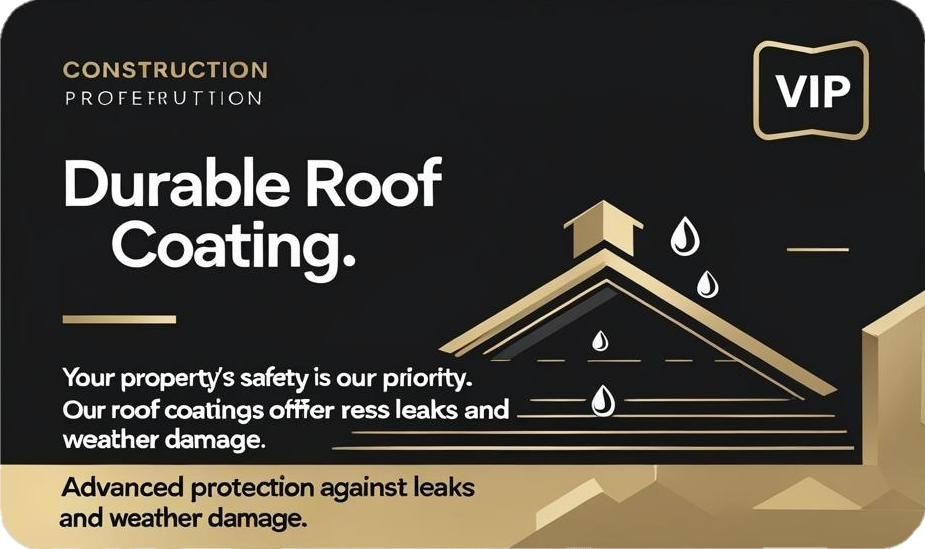 CONSTRUCTION
PROFEFRUTTION
VIP
Durable Roof
Coating.
Your property's safety is our priority.
Our roof coatings offfer ress leaks and
weather damage.
Advanced protection against leaks
and weather damage.